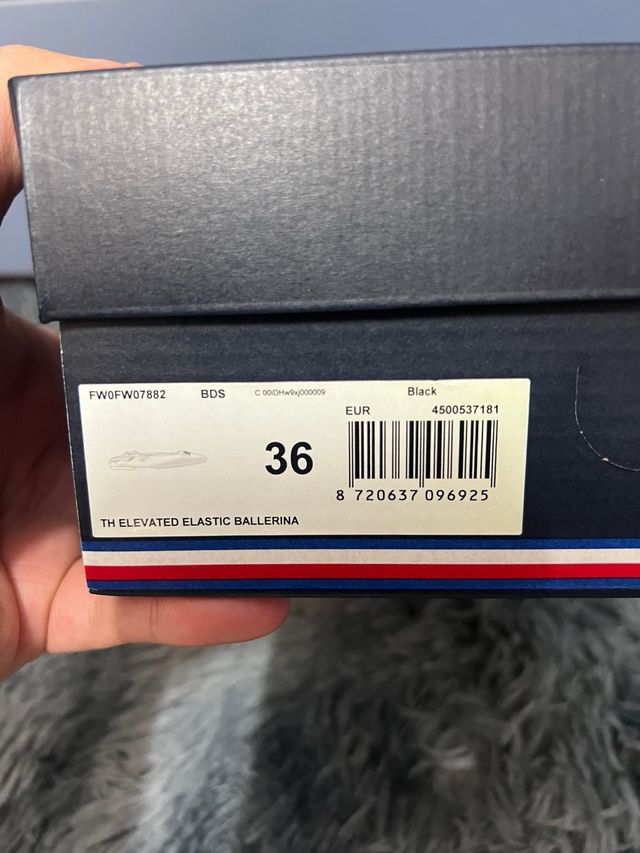 FW0FW07882 BDS C 00iDHw9xj000009 Black
EUR 4500537181
36
8 720637 096925
TH ELEVATED ELASTIC BALLERINA